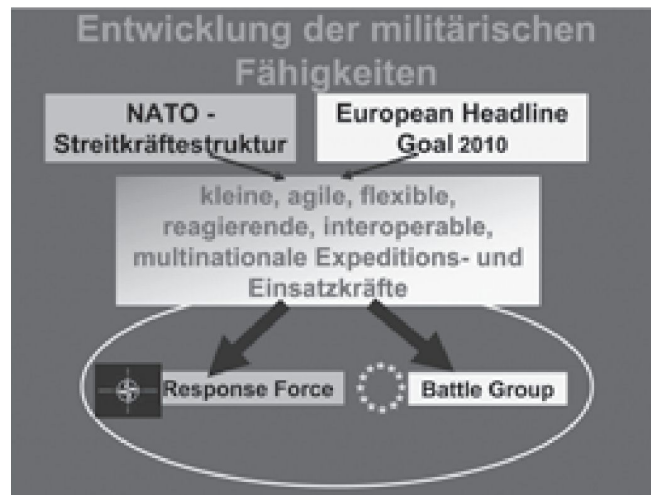 Entwicklung der militärischen
Fähigkeiten
NATO -
Streitkräftestruktur
European Headline
Goal 2010
kleine, agile, flexible,
reagierende, interoperable,
multinationale Expeditions- und
Einsatzkräfte
Response Force
Battle Group